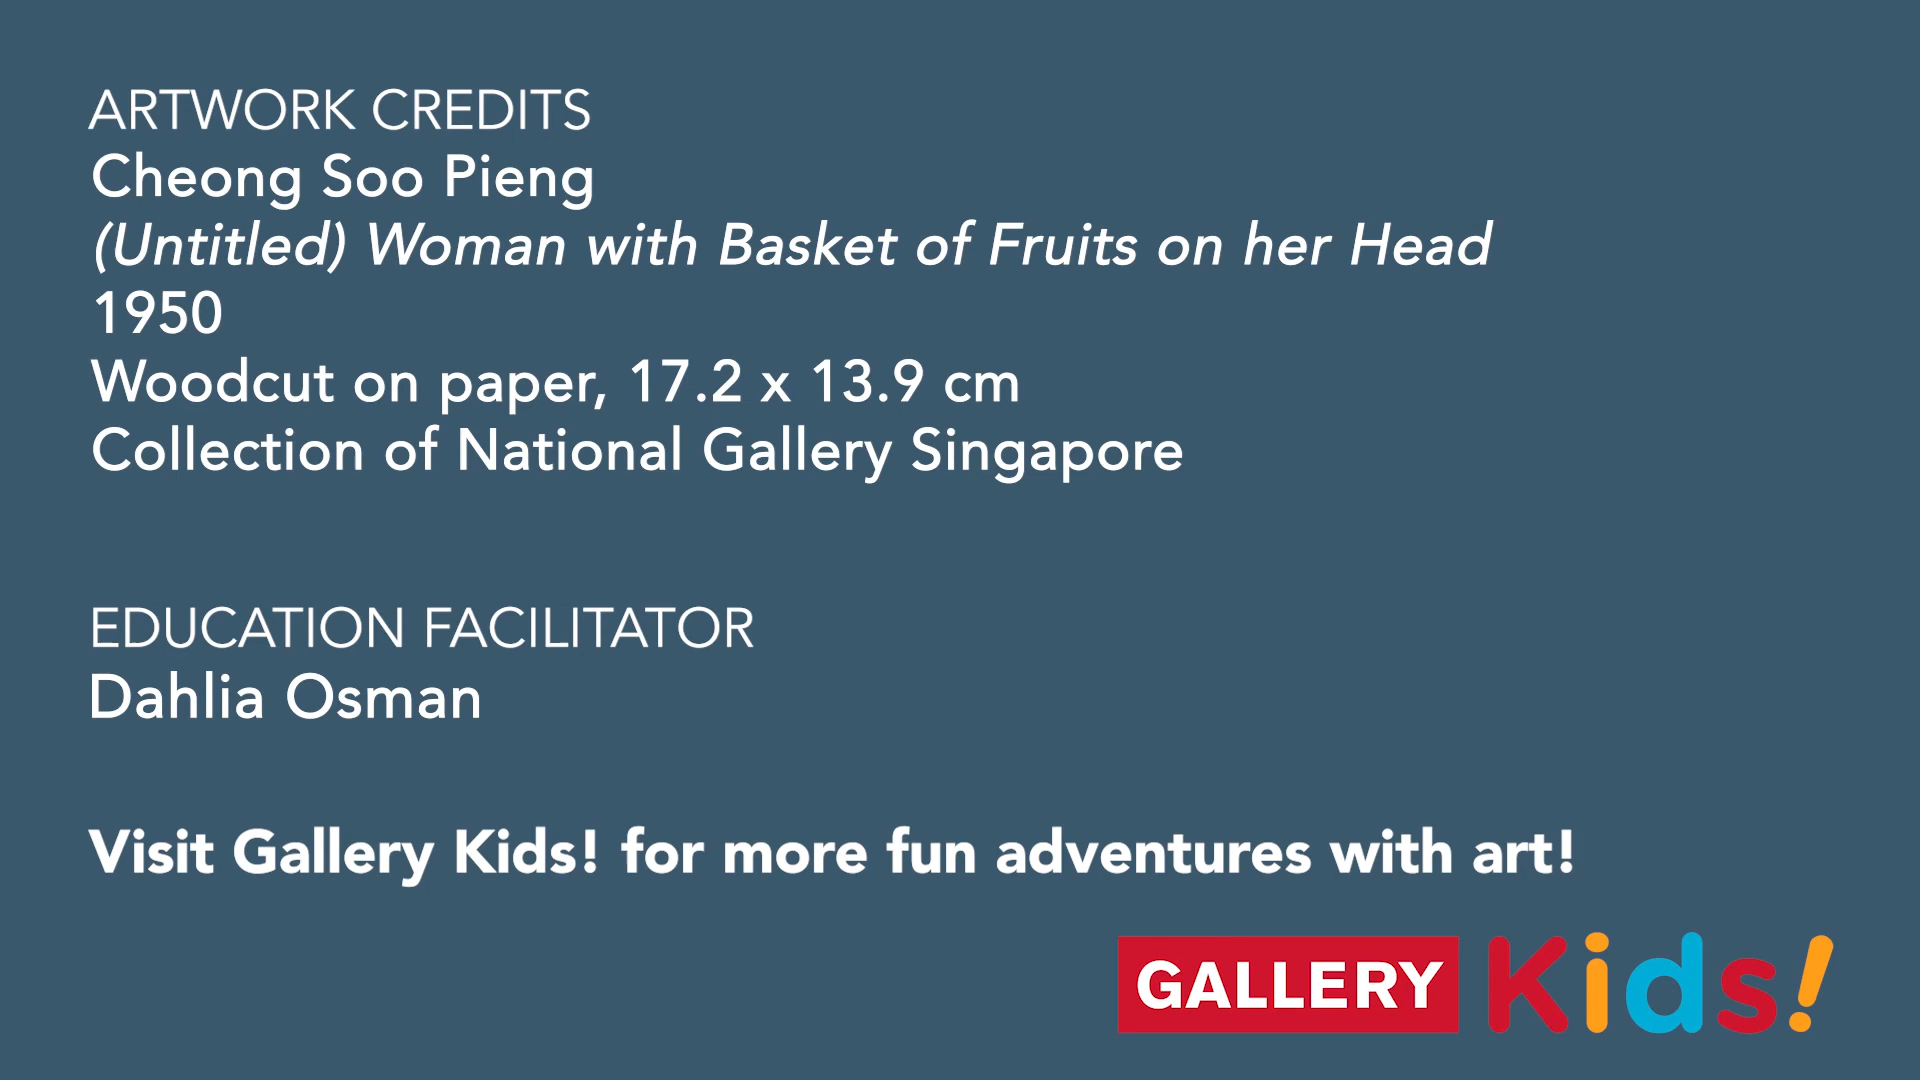 ARTWORK CREDITS
Cheong Soo Pieng
(Untitled) Woman with Basket of Fruits on her Head
1950
Woodcut on paper, 17.2 x 13.9 cm
Collection of National Gallery Singapore
EDUCATION FACILITATOR
Dahlia Osman
Visit Gallery Kids! for more fun adventures with art!
GALLERY Kids!